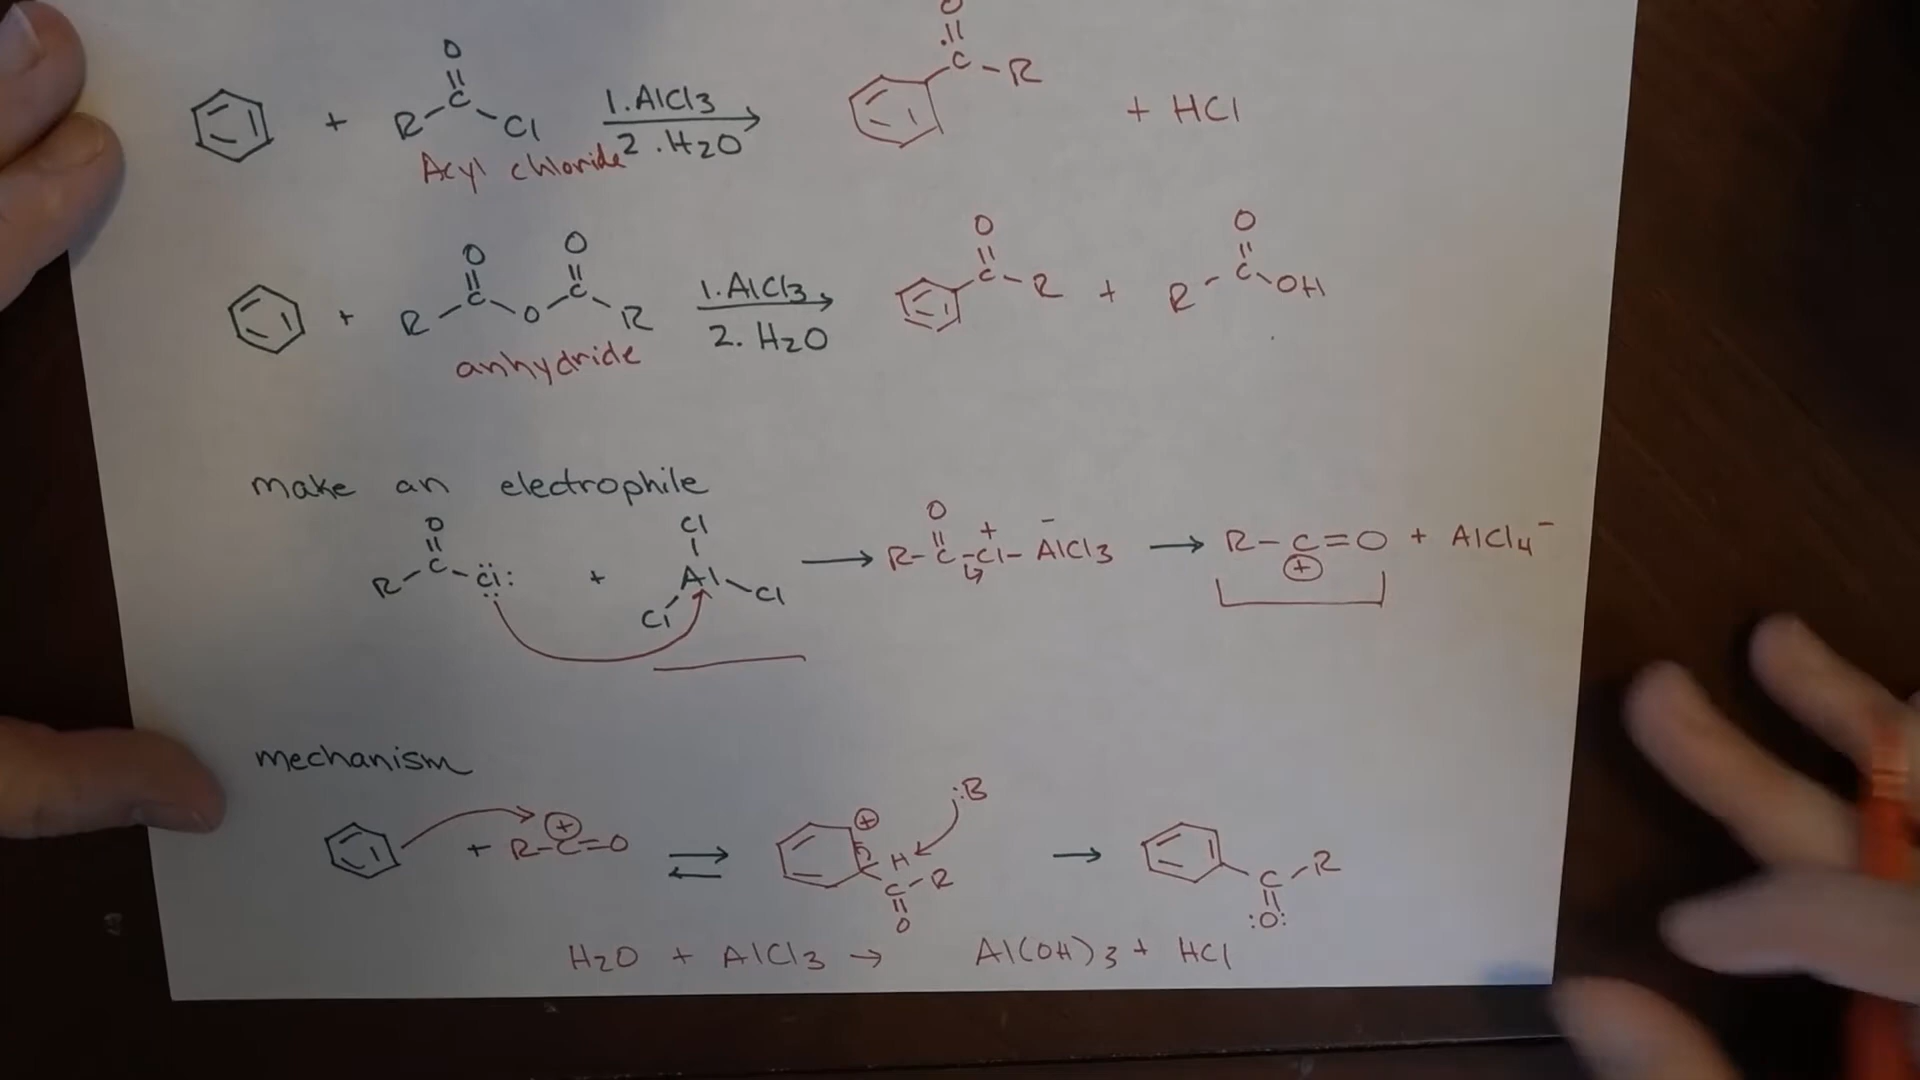 O
O
+ R-C-Cl 1. AlCl3 C-R + HCl
2. H2O
Acyl chloride
O O O O
+ R-C-O-C-R 1. AlCl3 C-R + R-C-OH
2. H2O
anhydride
make an electrophile
O Cl O + -
R-C-Cl: + Al → R-C-Cl-AlCl3 → R-C=O + AlCl4-
Cl Cl +
mechanism
+ R-C=O ⇌ + H :B → C-R
+ C-R :O:
O
H2O + AlCl3 → Al(OH)3 + HCl